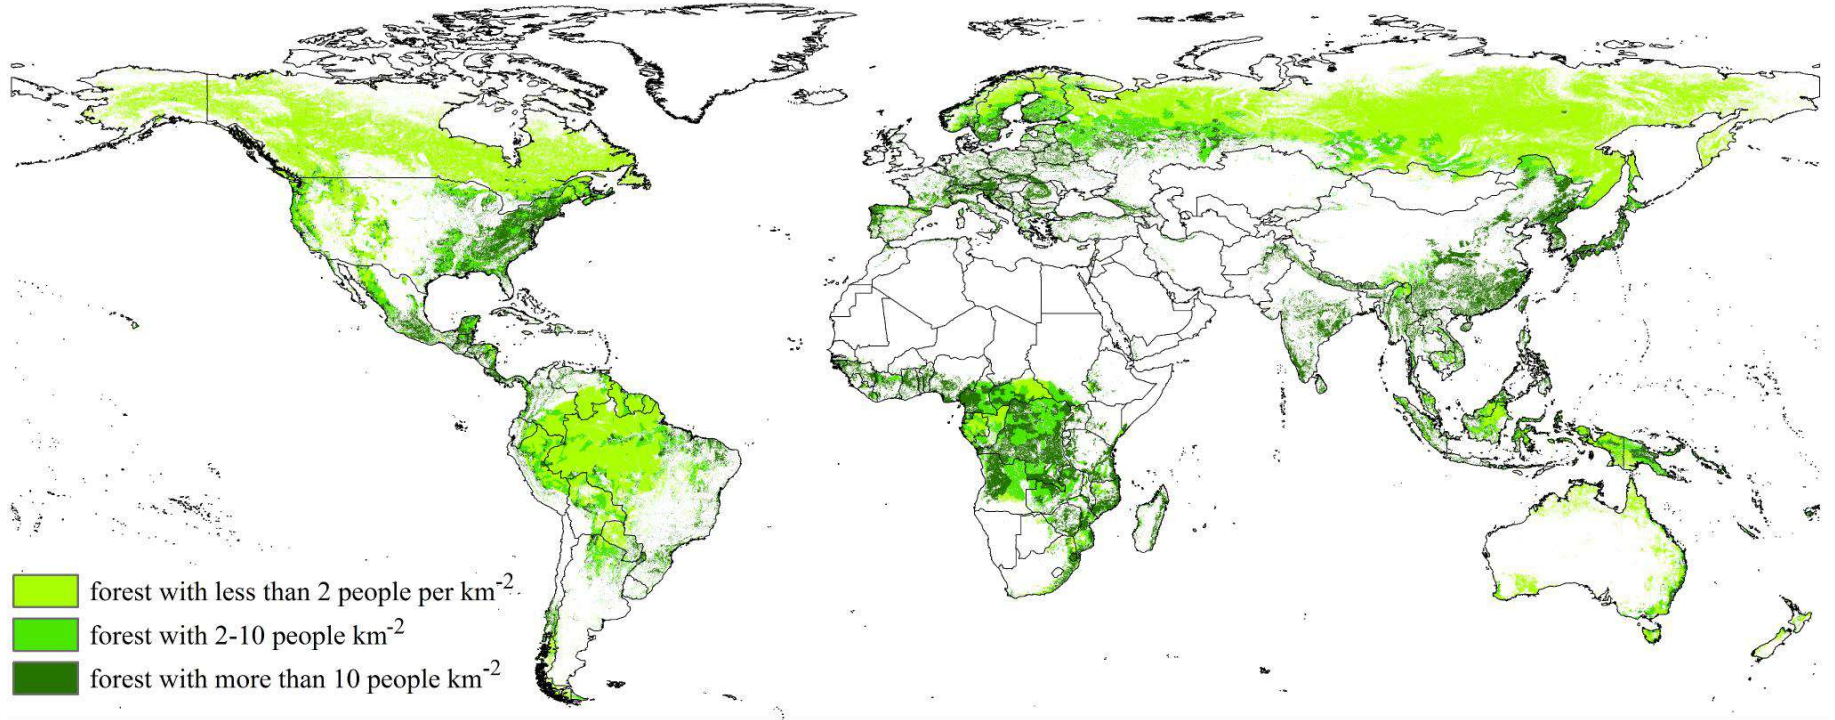 forest with less than 2 people per km-2
forest with 2-10 people km-2
forest with more than 10 people km-2